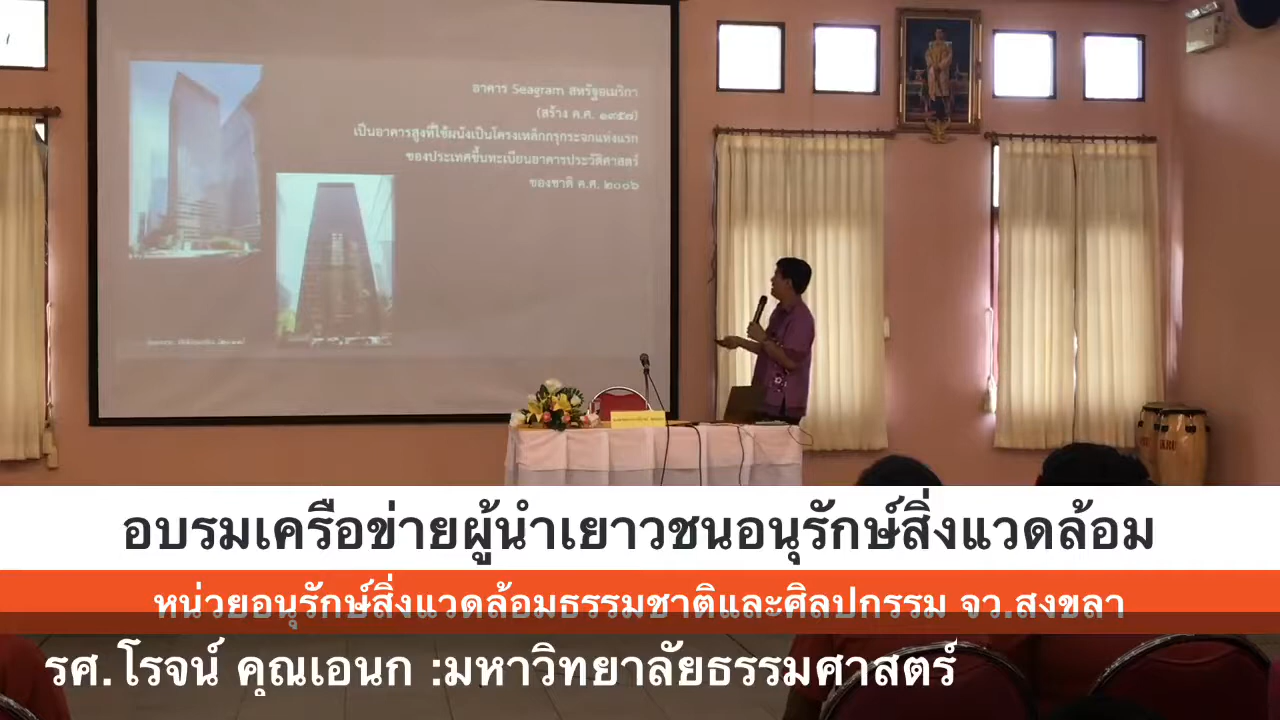 อาคาร Seagram สหรัฐอเมริกา
(สร้าง ค.ศ. ๑๙๕๗)
เป็นอาคารสูงที่ใช้ผนังเป็นโครงเหล็กกรุกระจกแห่งแรก
ของประเทศขึ้นทะเบียนอาคารประวัติศาสตร์
ของชาติ ค.ศ. ๒๐๐๖
อบรมเครือข่ายผู้นำเยาวชนอนุรักษ์สิ่งแวดล้อม
หน่วยอนุรักษ์สิ่งแวดล้อมธรรมชาติและศิลปกรรม จว.สงขลา
รศ.โรจน์ คุณเอนก :มหาวิทยาลัยธรรมศาสตร์